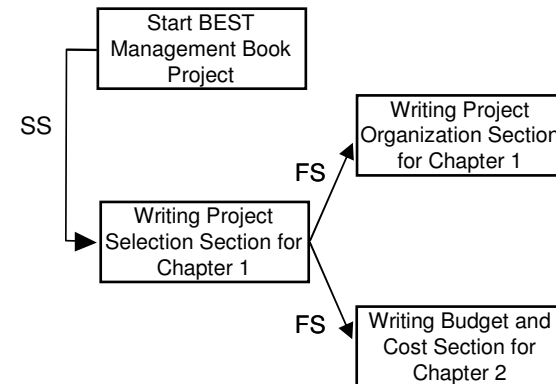 Start BEST
Management Book
Project
SS
Writing Project
Organization Section
for Chapter 1
FS
Writing Project
Selection Section for
Chapter 1
FS
Writing Budget and
Cost Section for
Chapter 2